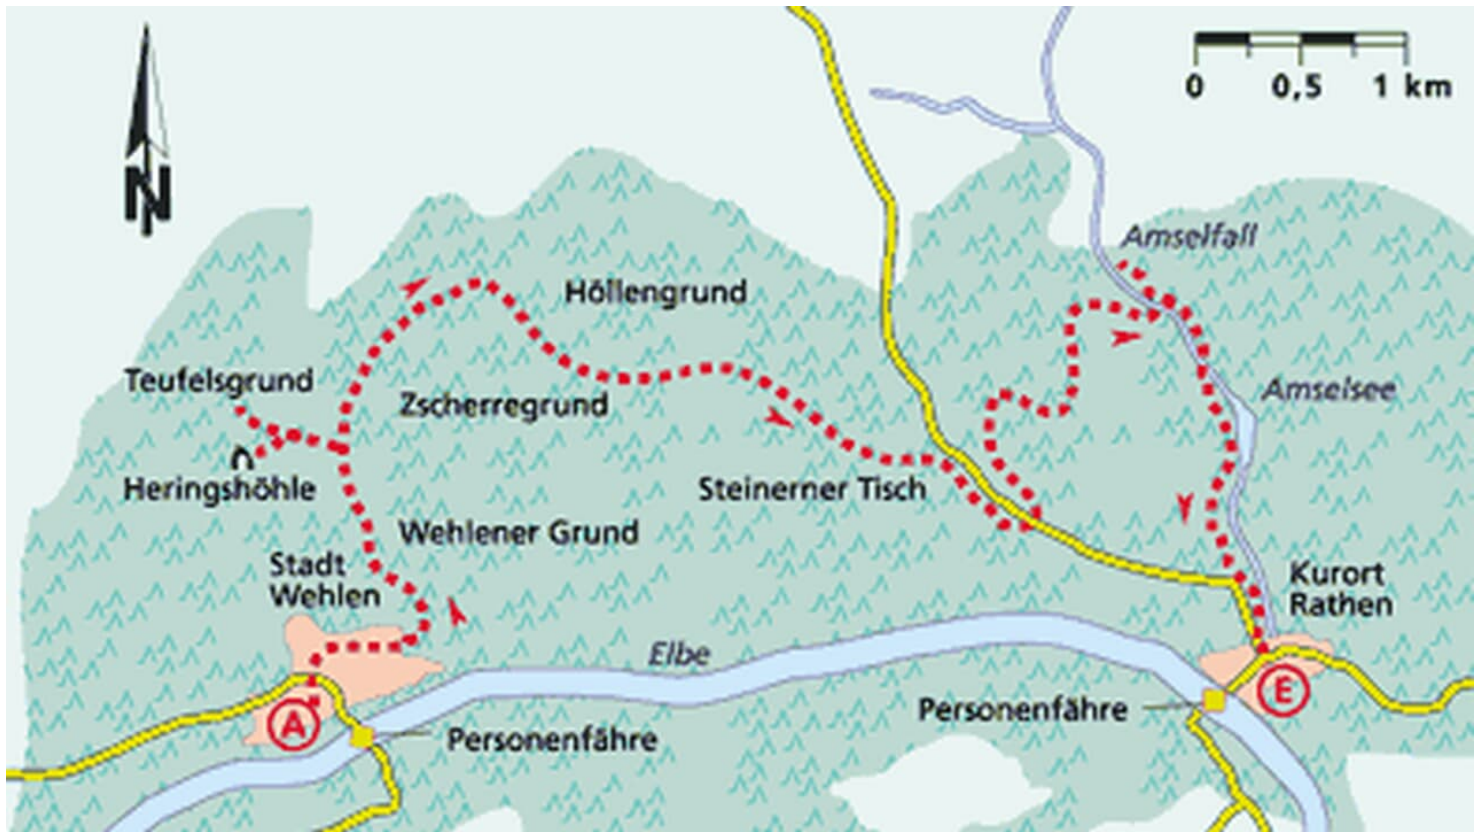 0 0,5 1 km
N
Amselfall
Höllengrund
Teufelsgrund
Amselsee
Zscherregrund
Heringshöhle
Steinerner Tisch
Wehlener Grund
Stadt
Wehlen
Kurort
Rathen
Elbe
E
Personenfähre
A
Personenfähre